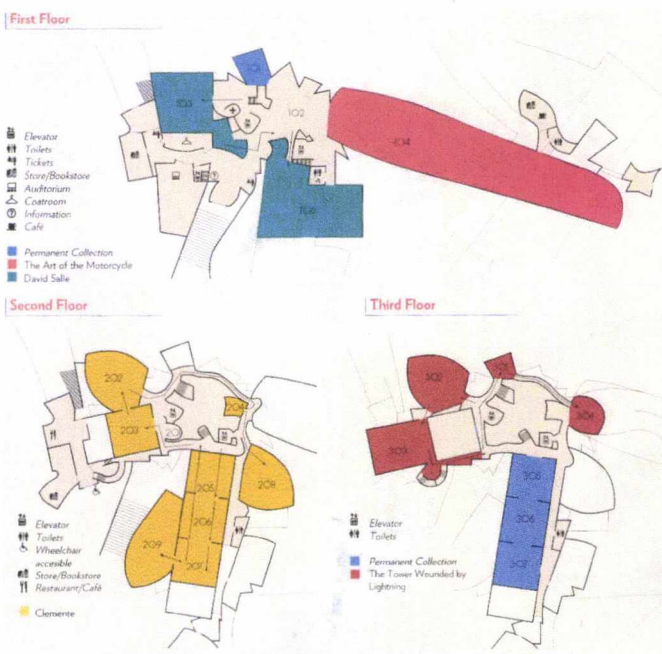 First Floor
101
103
102
104
Elevator
Toilets
Tickets
Store/Bookstore
Auditorium
Coatroom
Information
Café
Permanent Collection
The Art of the Motorcycle
David Salle
Second Floor
202
203
204
205
208
206
209
207
Elevator
Toilets
Wheelchair
accesible
Store/Bookstore
Restaurant/Café
Clemente
Third Floor
302
301
304
303
305
306
307
Elevator
Toilets
Permanent Collection
The Tower Wounded by
Lightning